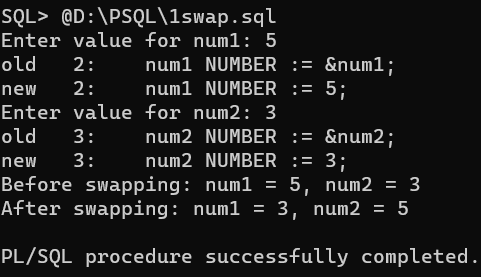 SQL> @D:\PSQL\1swap.sql
Enter value for num1: 5
old   2:    num1 NUMBER := &num1;
new   2:    num1 NUMBER := 5;
Enter value for num2: 3
old   3:    num2 NUMBER := &num2;
new   3:    num2 NUMBER := 3;
Before swapping: num1 = 5, num2 = 3
After swapping: num1 = 3, num2 = 5

PL/SQL procedure successfully completed.